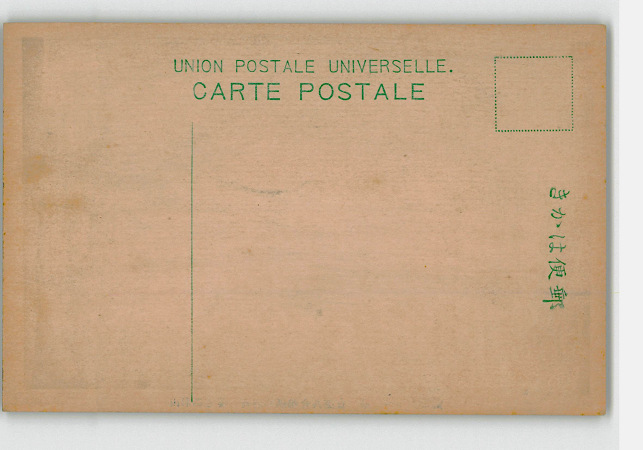 UNION POSTALE UNIVERSELLE.
CARTE POSTALE
きかは便郵